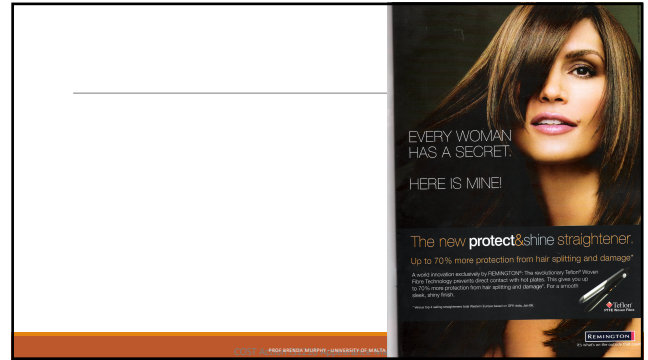 EVERY WOMAN
HAS A SECRET.
HERE IS MINE!
The new protect&shine straightener.
Up to 70% more protection from hair splitting and damage*
A world innovation exclusively by REMINGTON®: The revolutionary Teflon® Woven
Fibre Technology prevents direct contact with hot plates. This gives you up
to 70% more protection from hair splitting and damage*. For a smooth
sleek, shiny finish.
Teflon
PTFE Woven Fibre
REMINGTON
PROF BRENDA MURPHY - UNIVERSITY OF MALTA